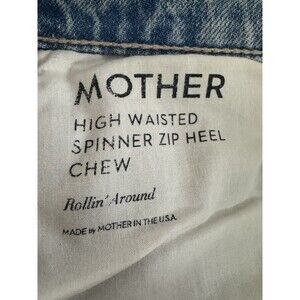 MOTHER
HIGH WAISTED
SPINNER ZIP HEEL
CHEW
Rollin' Around
MADE by MOTHER IN THE U.S.A.